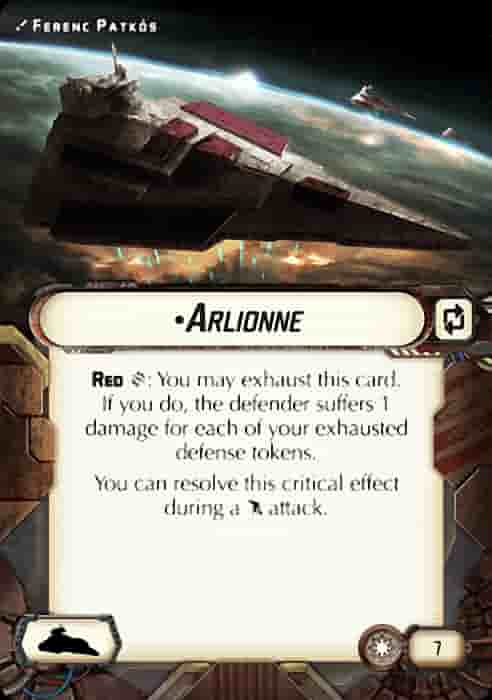 Ferenc Patkós
•Arlionne
Red : You may exhaust this card.
If you do, the defender suffers 1
damage for each of your exhausted
defense tokens.
You can resolve this critical effect
during a attack.
7